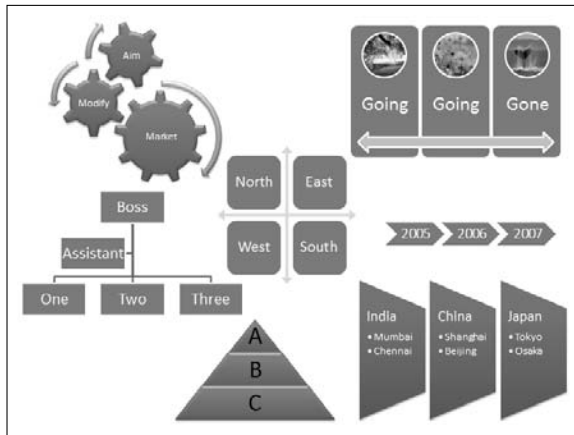 Aim
Modify
Market
Going Going Gone
North East
West South
Boss
Assistant
One Two Three
2005 2006 2007
India
Mumbai
Chennai
China
Shanghai
Beijing
Japan
Tokyo
Osaka
A
B
C